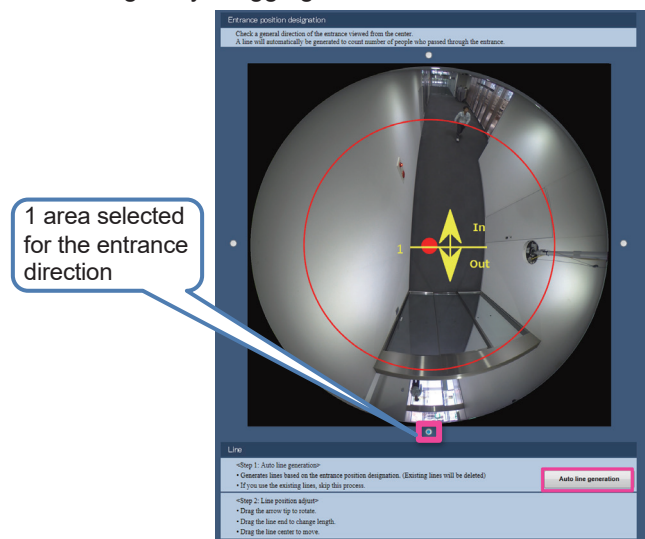 Entrance position designation
Check a general direction of the entrance viewed from the center.
A line will automatically be generated to count number of people who passed through the entrance.
In
1
Out
1 area selected
for the entrance
direction
Line
<Step 1: Auto line generation>
• Generates lines based on the entrance position designation. (Existing lines will be deleted)
• If you use the existing lines, skip this process.
Auto line generation
<Step 2: Line position adjust>
• Drag the arrow tip to rotate.
• Drag the line end to change length.
• Drag the line center to move.